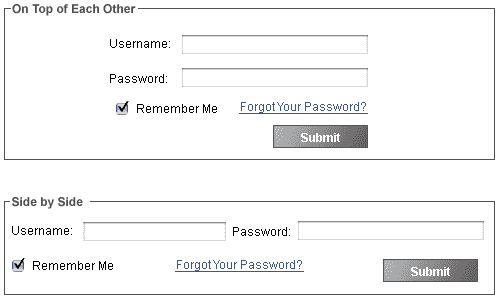 On Top of Each Other
Username:
Password:
Remember Me Forgot Your Password?
Submit
Side by Side
Username: Password:
Remember Me Forgot Your Password? Submit